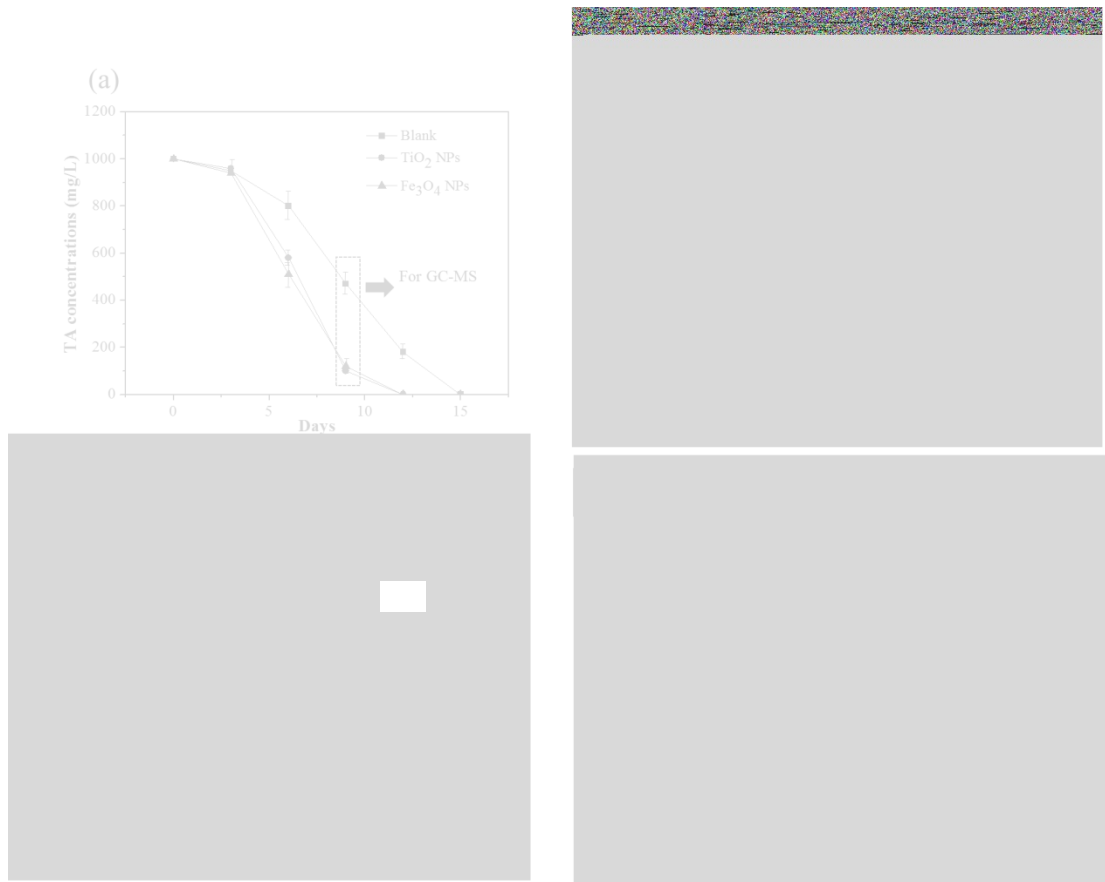 (a)
1200
1000
800
600
400
200
0
TA concentrations (mg/L)
Blank
TiO2 NPs
Fe3O4 NPs
For GC-MS
0 5 10 15
Days